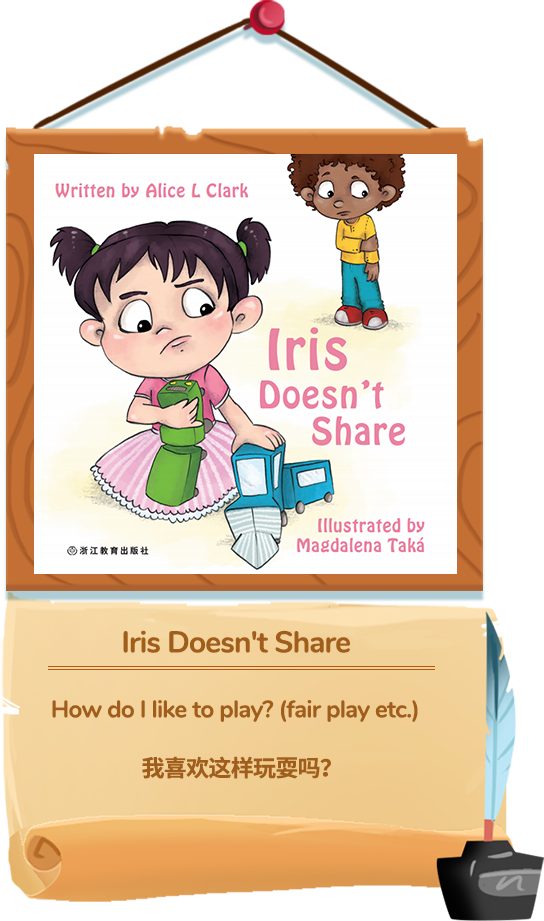 Written by Alice L Clark
Iris
Doesn't
Share
Illustrated by
Magdalena Taká
浙江教育出版社
Iris Doesn't Share
How do I like to play? (fair play etc.)
我喜欢这样玩耍吗?